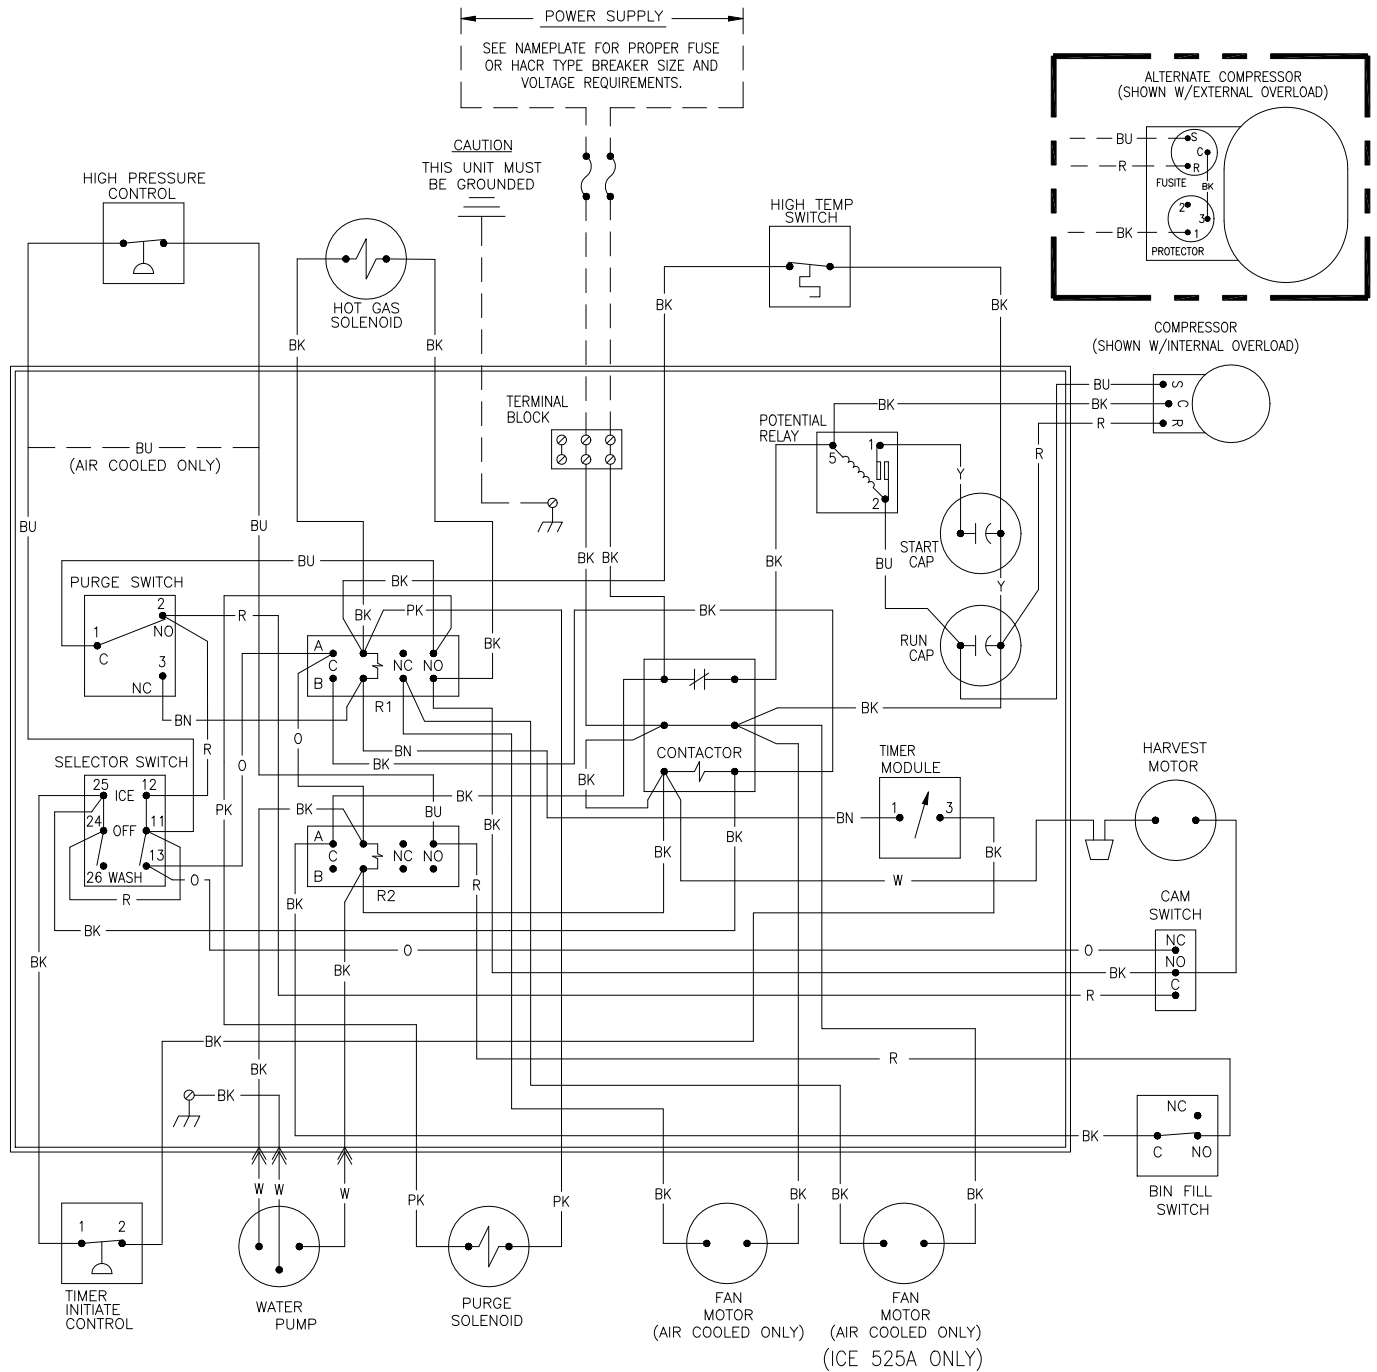 POWER SUPPLY
SEE NAMEPLATE FOR PROPER FUSE
OR HACR TYPE BREAKER SIZE AND
VOLTAGE REQUIREMENTS.
ALTERNATE COMPRESSOR
(SHOWN W/EXTERNAL OVERLOAD)
BU
S
C
R
R
FUSITE
BK
2
3
BK
1
PROTECTOR
CAUTION
THIS UNIT MUST
BE GROUNDED
HIGH PRESSURE
CONTROL
HIGH TEMP
SWITCH
HOT GAS
SOLENOID
BK
BK
BK
BK
COMPRESSOR
(SHOWN W/INTERNAL OVERLOAD)
BU
S
BK
BK
C
R
R
TERMINAL
BLOCK
POTENTIAL
RELAY
1
5
2
R
Y
BU
(AIR COOLED ONLY)
BU
BU
START
CAP
BK
BK
BK
BU
BU
BK
Y
PURGE SWITCH
2
NO
1
C
3
NC
R
BK
PK
BK
BK
RUN
CAP
A
C
NC
NO
B
R1
BN
O
BN
BK
BK
R
O
CONTACTOR
TIMER
MODULE
HARVEST
MOTOR
SELECTOR SWITCH
25
ICE
12
24
OFF
11
13
26 WASH
PK
BK
BK
BU
BK
BK
BK
BN
1
3
A
C
NC
NO
B
R2
BK
BK
O
R
BK
R
W
CAM
SWITCH
NC
NO
C
BK
O
O
BK
BK
BK
R
BK
R
BK
BK
NC
C
NO
BK
BIN FILL
SWITCH
W
W
W
PK
PK
BK
BK
BK
BK
1
2
TIMER
INITIATE
CONTROL
WATER
PUMP
PURGE
SOLENOID
FAN
MOTOR
(AIR COOLED ONLY)
FAN
MOTOR
(AIR COOLED ONLY)
(ICE 525A ONLY)